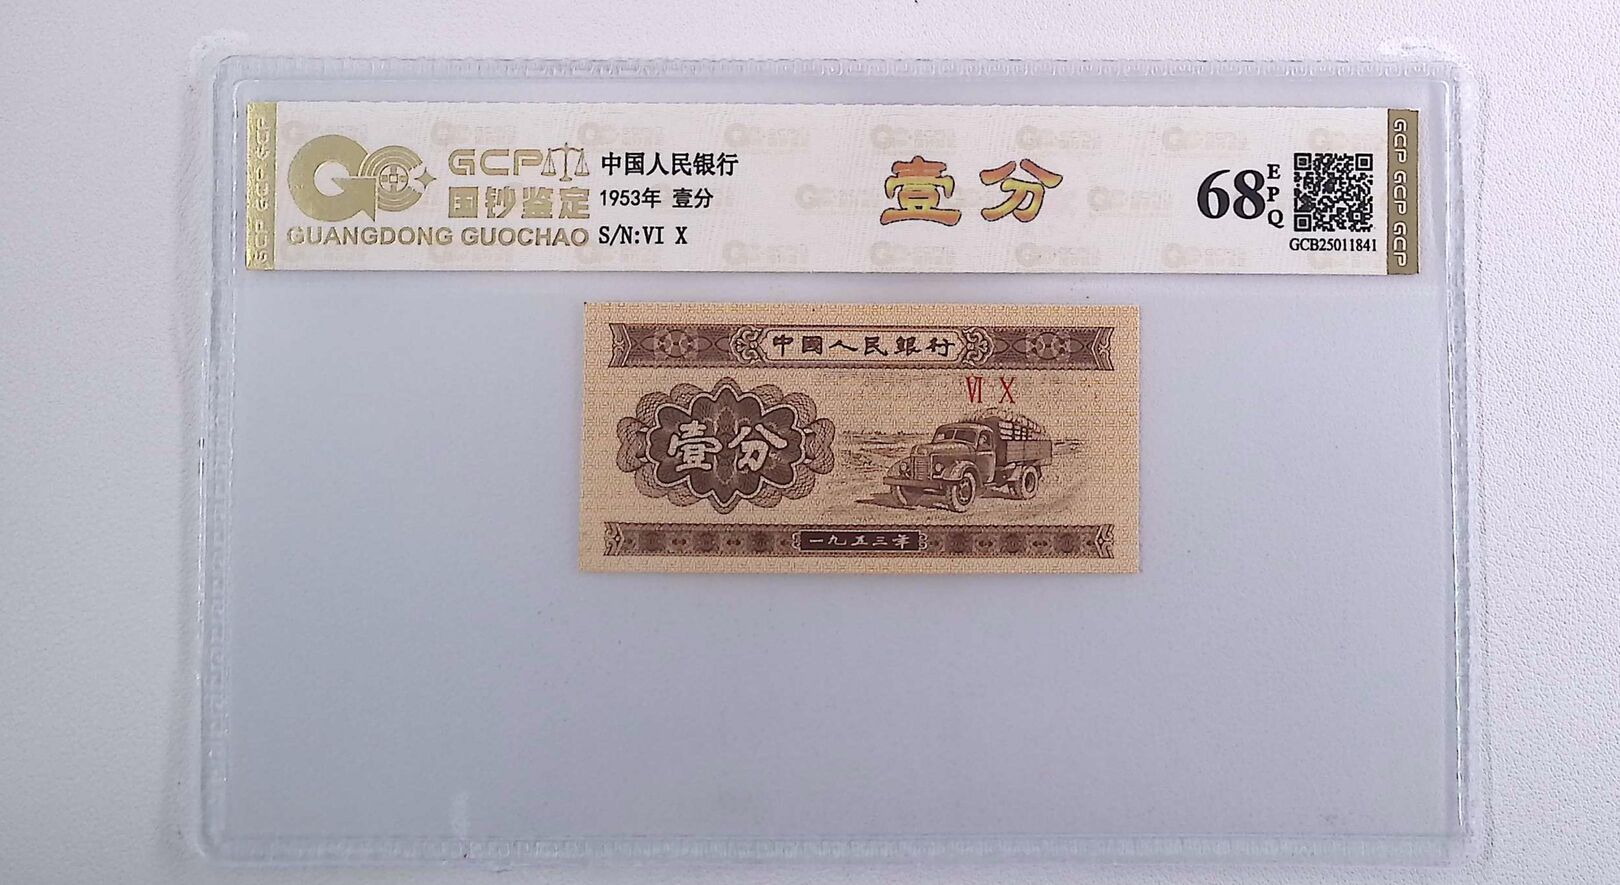 GCP
国钞鉴定
GUANGDONG GUOCHAO
中国人民银行
1953年 壹分
S/N:VI X
壹分
68 EPQ
GCB25011841
GCP GCP GCP
GCP GCP GCP
中國人民銀行
VI X
壹分
一九五三年